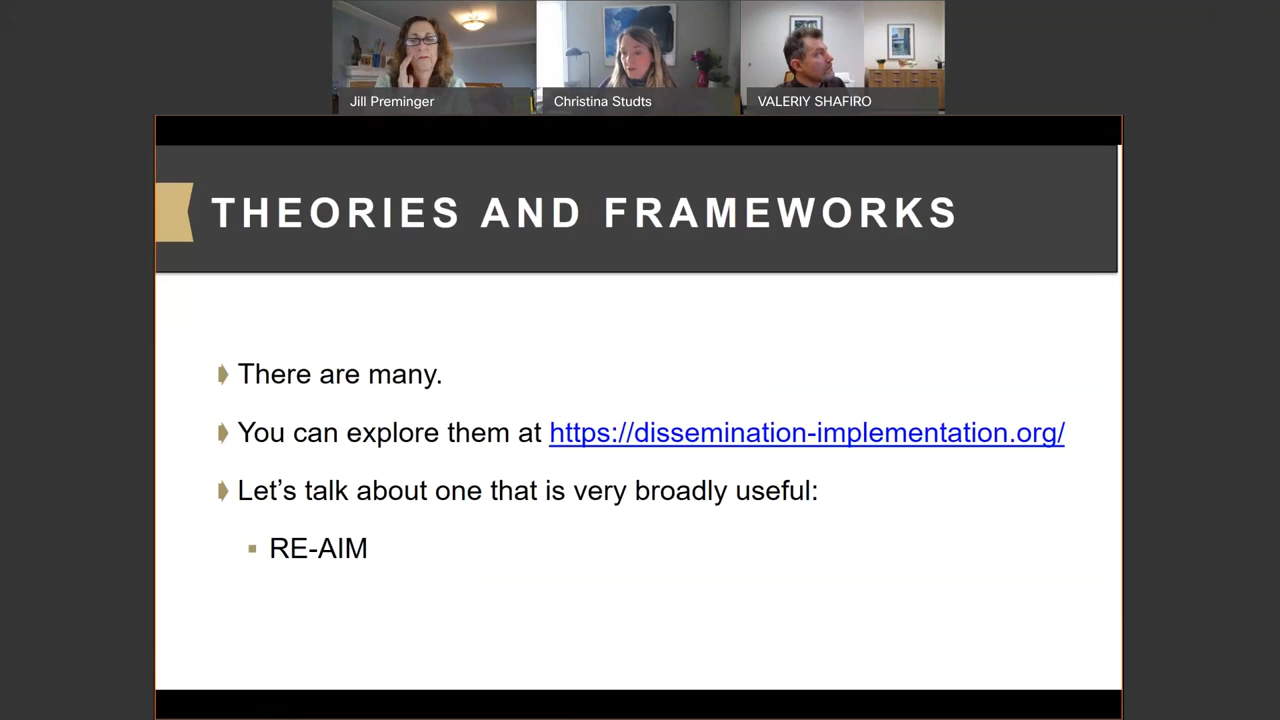 Jill Preminger
Christina Studts
VALERIY SHAFIRO
THEORIES AND FRAMEWORKS
There are many.
You can explore them at https://dissemination-implementation.org/
Let’s talk about one that is very broadly useful:
RE-AIM